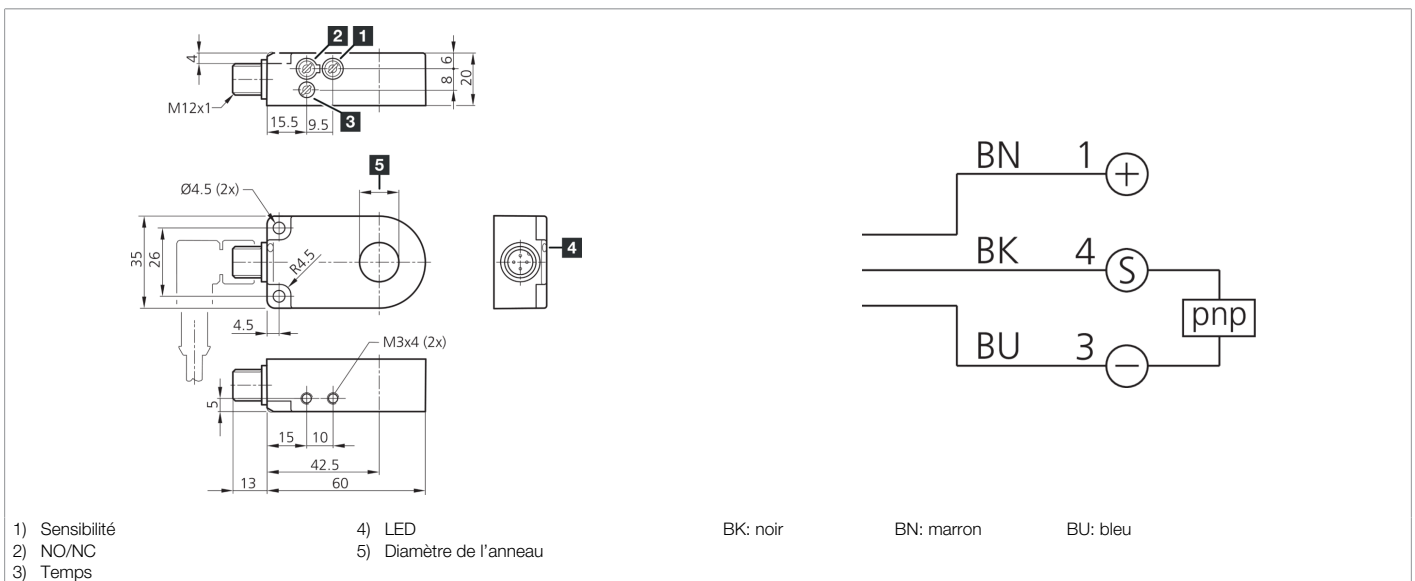 2 1
4
6
8
20
M12x1
15.5 9.5
3
5
Ø4.5 (2x)
35
26
R4.5
4
4.5
M3x4 (2x)
5
15 10
42.5
13 60
BN 1 +
BK 4 S
pnp
BU 3 −
1) Sensibilité
2) NO/NC
3) Temps
4) LED
5) Diamètre de l'anneau
BK: noir BN: marron BU: bleu